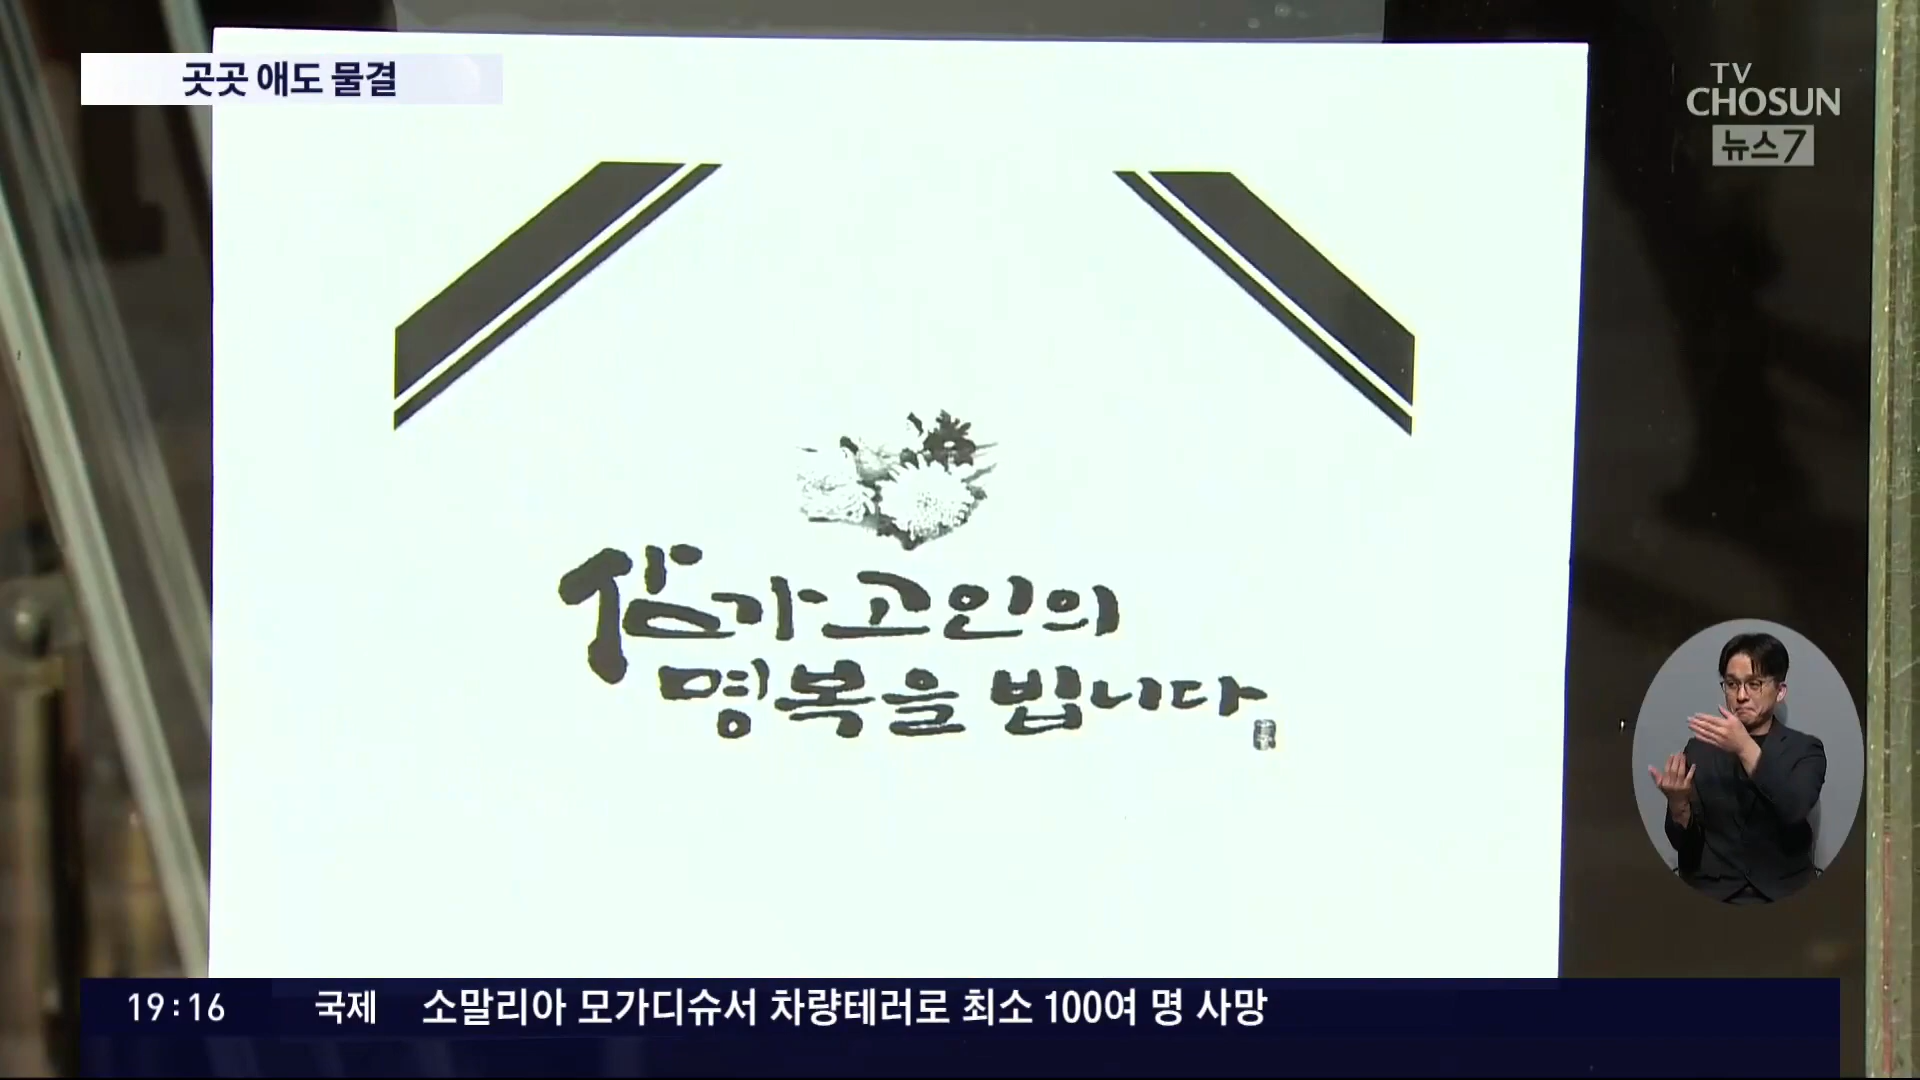 곳곳 애도 물결
TV
CHOSUN
뉴스7
삼가 고인의
명복을 빕니다.
19:16 국제 소말리아 모가디슈서 차량테러로 최소 100여 명 사망